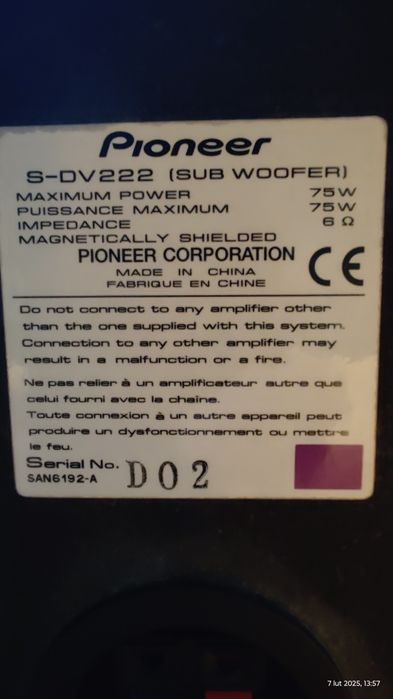 Pioneer
S-DV222 (SUB WOOFER)
MAXIMUM POWER 75W
PUISSANCE MAXIMUM 75W
IMPEDANCE 6 Ω
MAGNETICALLY SHIELDED
PIONEER CORPORATION
MADE IN CHINA
FABRIQUE EN CHINE
CE
Do not connect to any amplifier other
than the one supplied with this system.
Connection to any other amplifier may
result in a malfunction or a fire.
Ne pas relier à un amplificateur autre que
celui fourni avec la chaîne.
Toute connexion à un autre appareil peut
produire un dysfonctionnement ou mettre
le feu.
Serial No. D02
SAN6192-A
7 lut 2025, 13:57